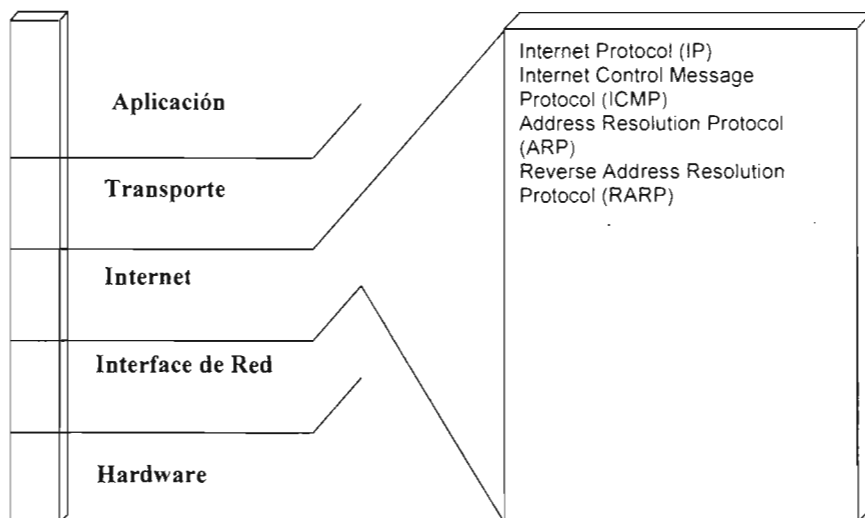 Aplicación
Transporte
Internet
Interface de Red
Hardware
Internet Protocol (IP)
Internet Control Message
Protocol (ICMP)
Address Resolution Protocol
(ARP)
Reverse Address Resolution
Protocol (RARP)